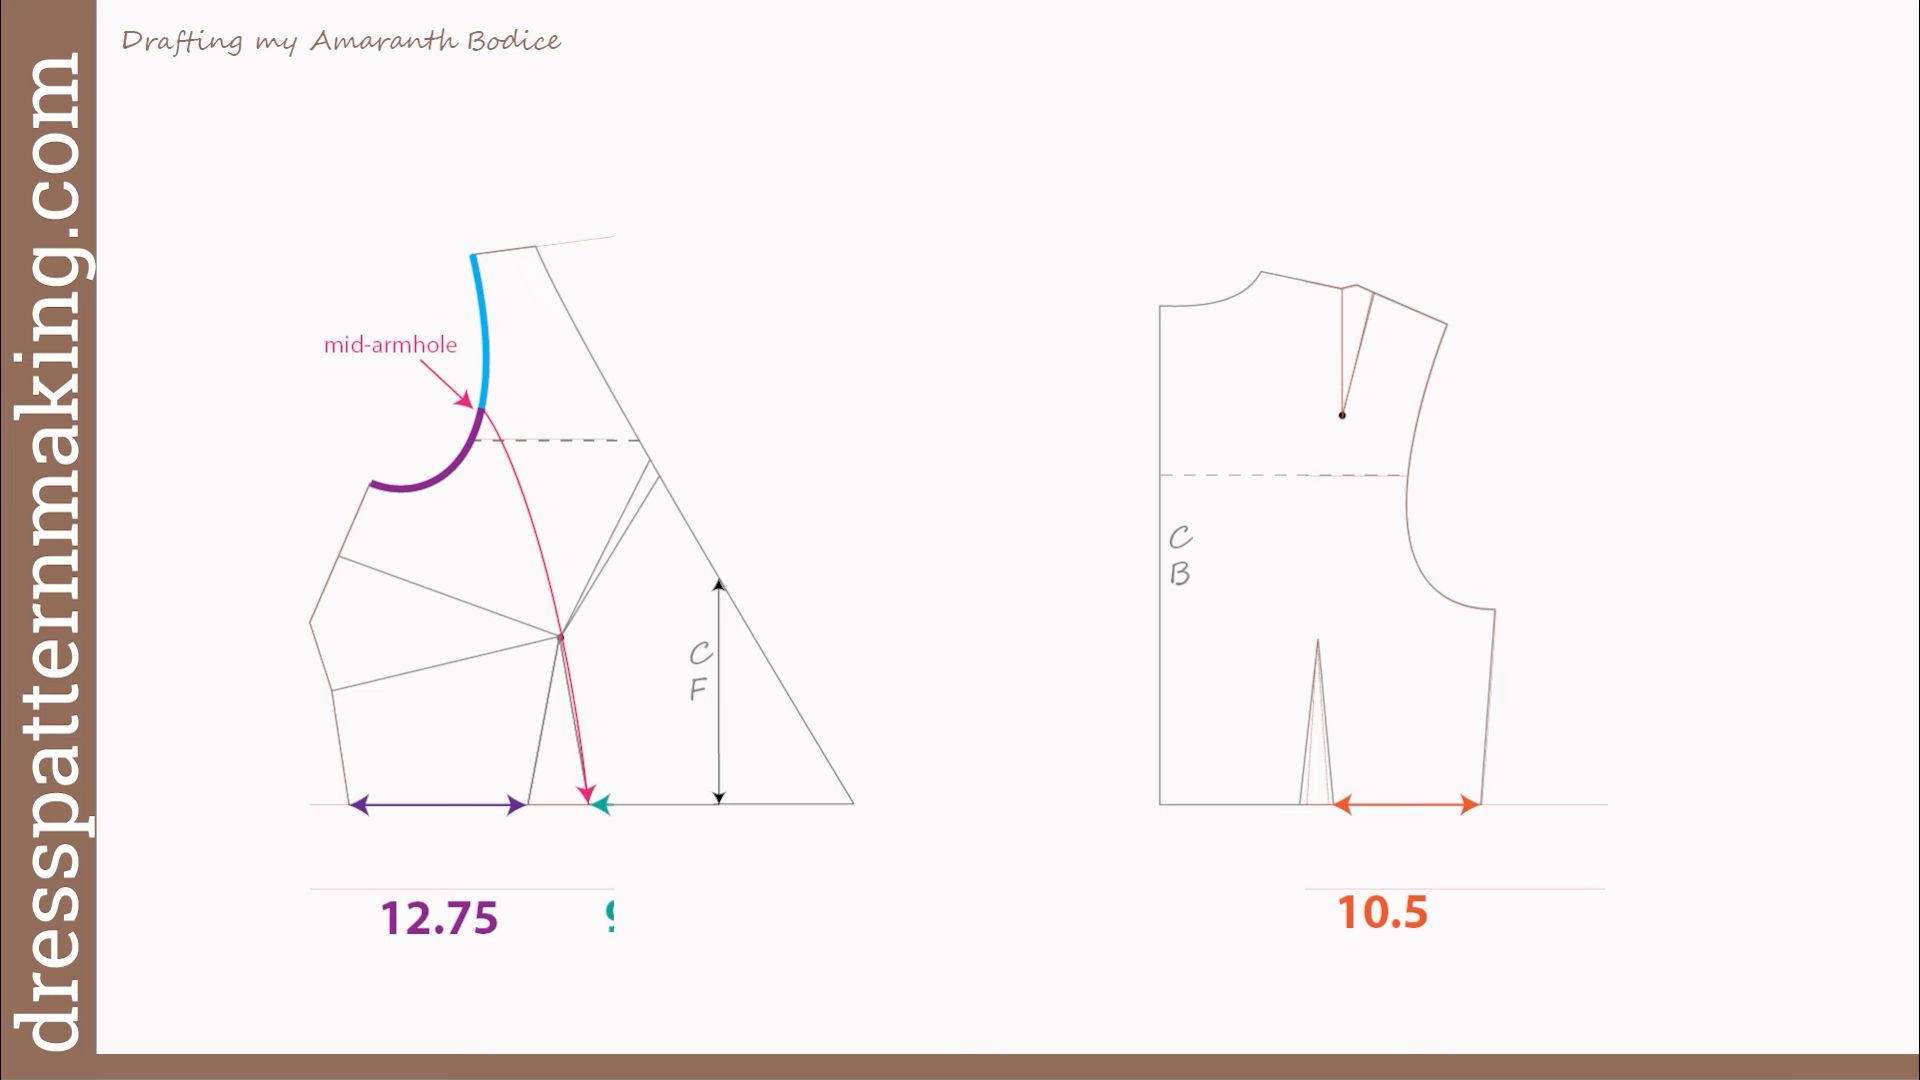 dresspatternmaking.com
Drafting my Amaranth Bodice
mid-armhole
C
F
C
B
12.75
10.5